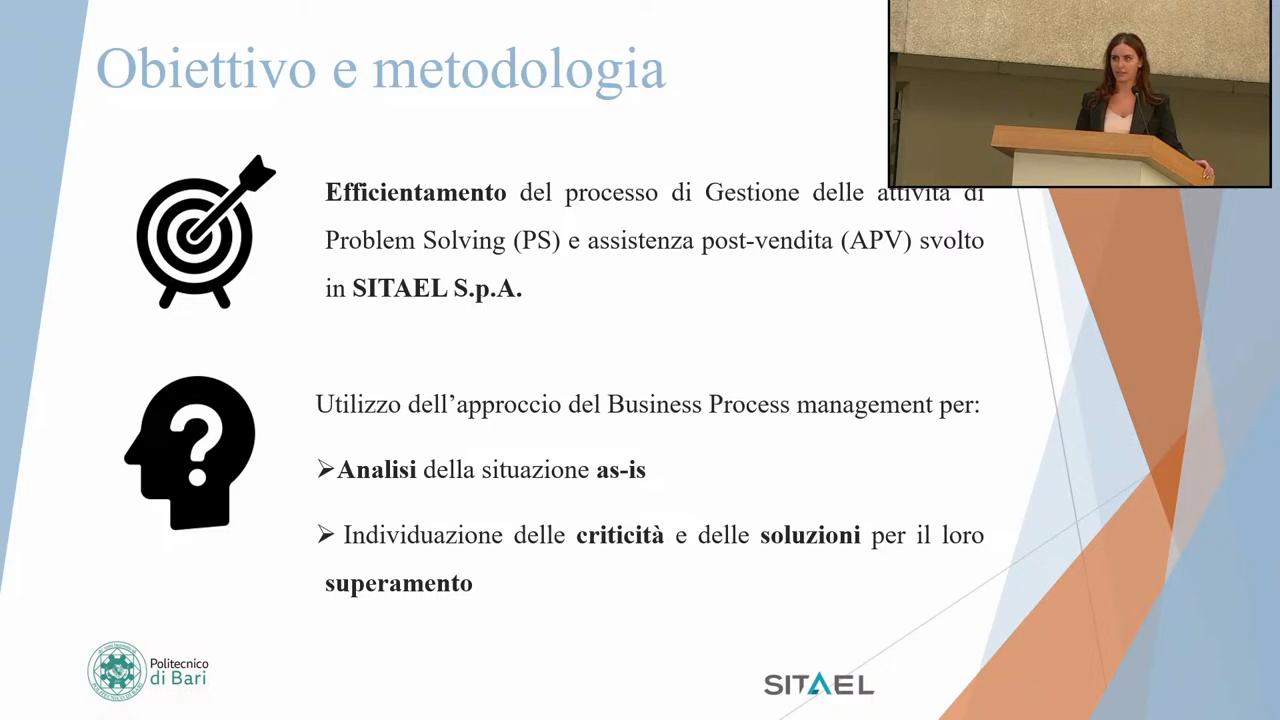 Obiettivo e metodologia
Efficientamento del processo di Gestione delle attività di
Problem Solving (PS) e assistenza post-vendita (APV) svolto
in SITAEL S.p.A.
Utilizzo dell’approccio del Business Process management per:
➢Analisi della situazione as-is
➢ Individuazione delle criticità e delle soluzioni per il loro
superamento
Politecnico
di Bari
SITAEL